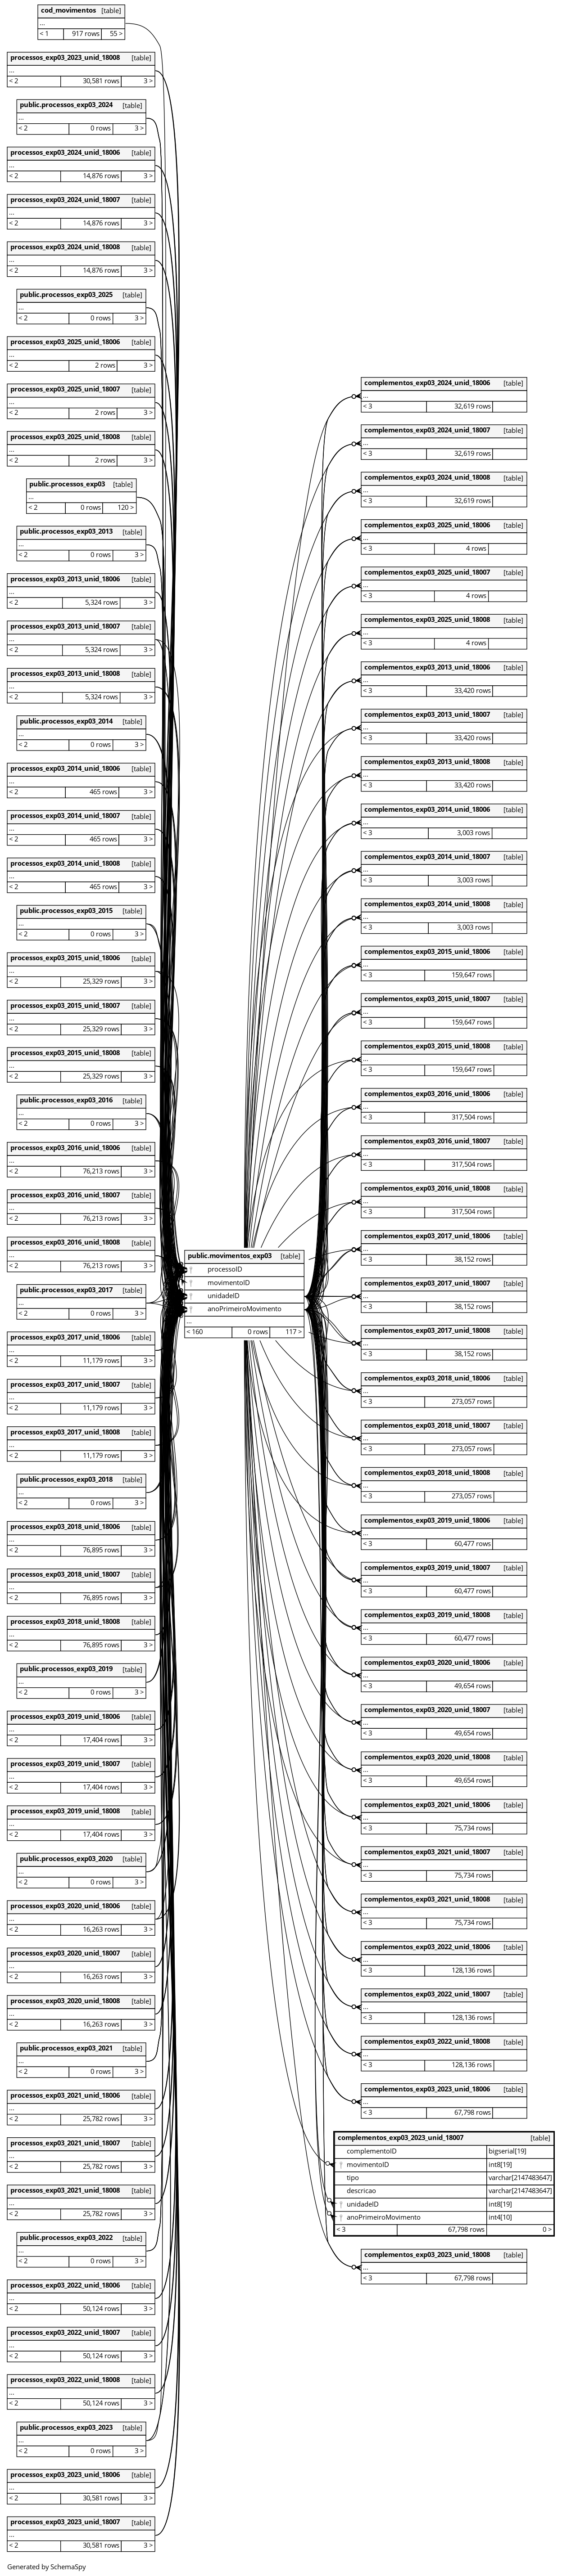 cod_movimentos [table]
...
< 1 917 rows 55 >
processos_exp03_2023_unid_18008 [table]
...
< 2 30,581 rows 3 >
public.processos_exp03_2024 [table]
...
< 2 0 rows 3 >
processos_exp03_2024_unid_18006 [table]
...
< 2 14,876 rows 3 >
processos_exp03_2024_unid_18007 [table]
...
< 2 14,876 rows 3 >
processos_exp03_2024_unid_18008 [table]
...
< 2 14,876 rows 3 >
public.processos_exp03_2025 [table]
...
< 2 0 rows 3 >
processos_exp03_2025_unid_18006 [table]
...
< 2 2 rows 3 >
processos_exp03_2025_unid_18007 [table]
...
< 2 2 rows 3 >
processos_exp03_2025_unid_18008 [table]
...
< 2 2 rows 3 >
public.processos_exp03 [table]
...
< 2 0 rows 120 >
public.processos_exp03_2013 [table]
...
< 2 0 rows 3 >
processos_exp03_2013_unid_18006 [table]
...
< 2 5,324 rows 3 >
processos_exp03_2013_unid_18007 [table]
...
< 2 5,324 rows 3 >
processos_exp03_2013_unid_18008 [table]
...
< 2 5,324 rows 3 >
public.processos_exp03_2014 [table]
...
< 2 0 rows 3 >
processos_exp03_2014_unid_18006 [table]
...
< 2 465 rows 3 >
processos_exp03_2014_unid_18007 [table]
...
< 2 465 rows 3 >
processos_exp03_2014_unid_18008 [table]
...
< 2 465 rows 3 >
public.processos_exp03_2015 [table]
...
< 2 0 rows 3 >
processos_exp03_2015_unid_18006 [table]
...
< 2 25,329 rows 3 >
processos_exp03_2015_unid_18007 [table]
...
< 2 25,329 rows 3 >
processos_exp03_2015_unid_18008 [table]
...
< 2 25,329 rows 3 >
public.processos_exp03_2016 [table]
...
< 2 0 rows 3 >
processos_exp03_2016_unid_18006 [table]
...
< 2 76,213 rows 3 >
processos_exp03_2016_unid_18007 [table]
...
< 2 76,213 rows 3 >
processos_exp03_2016_unid_18008 [table]
...
< 2 76,213 rows 3 >
public.processos_exp03_2017 [table]
...
< 2 0 rows 3 >
processos_exp03_2017_unid_18006 [table]
...
< 2 11,179 rows 3 >
processos_exp03_2017_unid_18007 [table]
...
< 2 11,179 rows 3 >
processos_exp03_2017_unid_18008 [table]
...
< 2 11,179 rows 3 >
public.processos_exp03_2018 [table]
...
< 2 0 rows 3 >
processos_exp03_2018_unid_18006 [table]
...
< 2 76,895 rows 3 >
processos_exp03_2018_unid_18007 [table]
...
< 2 76,895 rows 3 >
processos_exp03_2018_unid_18008 [table]
...
< 2 76,895 rows 3 >
public.processos_exp03_2019 [table]
...
< 2 0 rows 3 >
processos_exp03_2019_unid_18006 [table]
...
< 2 17,404 rows 3 >
processos_exp03_2019_unid_18007 [table]
...
< 2 17,404 rows 3 >
processos_exp03_2019_unid_18008 [table]
...
< 2 17,404 rows 3 >
public.processos_exp03_2020 [table]
...
< 2 0 rows 3 >
processos_exp03_2020_unid_18006 [table]
...
< 2 16,263 rows 3 >
processos_exp03_2020_unid_18007 [table]
...
< 2 16,263 rows 3 >
processos_exp03_2020_unid_18008 [table]
...
< 2 16,263 rows 3 >
public.processos_exp03_2021 [table]
...
< 2 0 rows 3 >
processos_exp03_2021_unid_18006 [table]
...
< 2 25,782 rows 3 >
processos_exp03_2021_unid_18007 [table]
...
< 2 25,782 rows 3 >
processos_exp03_2021_unid_18008 [table]
...
< 2 25,782 rows 3 >
public.processos_exp03_2022 [table]
...
< 2 0 rows 3 >
processos_exp03_2022_unid_18006 [table]
...
< 2 50,124 rows 3 >
processos_exp03_2022_unid_18007 [table]
...
< 2 50,124 rows 3 >
processos_exp03_2022_unid_18008 [table]
...
< 2 50,124 rows 3 >
public.processos_exp03_2023 [table]
...
< 2 0 rows 3 >
processos_exp03_2023_unid_18006 [table]
...
< 2 30,581 rows 3 >
processos_exp03_2023_unid_18007 [table]
...
< 2 30,581 rows 3 >
public.movimentos_exp03 [table]
processoID
movimentoID
unidadeID
anoPrimeiroMovimento
...
< 160 0 rows 117 >
complementos_exp03_2024_unid_18006 [table]
...
< 3 32,619 rows
complementos_exp03_2024_unid_18007 [table]
...
< 3 32,619 rows
complementos_exp03_2024_unid_18008 [table]
...
< 3 32,619 rows
complementos_exp03_2025_unid_18006 [table]
...
< 3 4 rows
complementos_exp03_2025_unid_18007 [table]
...
< 3 4 rows
complementos_exp03_2025_unid_18008 [table]
...
< 3 4 rows
complementos_exp03_2013_unid_18006 [table]
...
< 3 33,420 rows
complementos_exp03_2013_unid_18007 [table]
...
< 3 33,420 rows
complementos_exp03_2013_unid_18008 [table]
...
< 3 33,420 rows
complementos_exp03_2014_unid_18006 [table]
...
< 3 3,003 rows
complementos_exp03_2014_unid_18007 [table]
...
< 3 3,003 rows
complementos_exp03_2014_unid_18008 [table]
...
< 3 3,003 rows
complementos_exp03_2015_unid_18006 [table]
...
< 3 159,647 rows
complementos_exp03_2015_unid_18007 [table]
...
< 3 159,647 rows
complementos_exp03_2015_unid_18008 [table]
...
< 3 159,647 rows
complementos_exp03_2016_unid_18006 [table]
...
< 3 317,504 rows
complementos_exp03_2016_unid_18007 [table]
...
< 3 317,504 rows
complementos_exp03_2016_unid_18008 [table]
...
< 3 317,504 rows
complementos_exp03_2017_unid_18006 [table]
...
< 3 38,152 rows
complementos_exp03_2017_unid_18007 [table]
...
< 3 38,152 rows
complementos_exp03_2017_unid_18008 [table]
...
< 3 38,152 rows
complementos_exp03_2018_unid_18006 [table]
...
< 3 273,057 rows
complementos_exp03_2018_unid_18007 [table]
...
< 3 273,057 rows
complementos_exp03_2018_unid_18008 [table]
...
< 3 273,057 rows
complementos_exp03_2019_unid_18006 [table]
...
< 3 60,477 rows
complementos_exp03_2019_unid_18007 [table]
...
< 3 60,477 rows
complementos_exp03_2019_unid_18008 [table]
...
< 3 60,477 rows
complementos_exp03_2020_unid_18006 [table]
...
< 3 49,654 rows
complementos_exp03_2020_unid_18007 [table]
...
< 3 49,654 rows
complementos_exp03_2020_unid_18008 [table]
...
< 3 49,654 rows
complementos_exp03_2021_unid_18006 [table]
...
< 3 75,734 rows
complementos_exp03_2021_unid_18007 [table]
...
< 3 75,734 rows
complementos_exp03_2021_unid_18008 [table]
...
< 3 75,734 rows
complementos_exp03_2022_unid_18006 [table]
...
< 3 128,136 rows
complementos_exp03_2022_unid_18007 [table]
...
< 3 128,136 rows
complementos_exp03_2022_unid_18008 [table]
...
< 3 128,136 rows
complementos_exp03_2023_unid_18006 [table]
...
< 3 67,798 rows
complementos_exp03_2023_unid_18007 [table]
complementoID bigserial[19]
movimentoID int8[19]
tipo varchar[2147483647]
descricao varchar[2147483647]
unidadeID int8[19]
anoPrimeiroMovimento int4[10]
< 3 67,798 rows 0 >
complementos_exp03_2023_unid_18008 [table]
...
< 3 67,798 rows
Generated by SchemaSpy